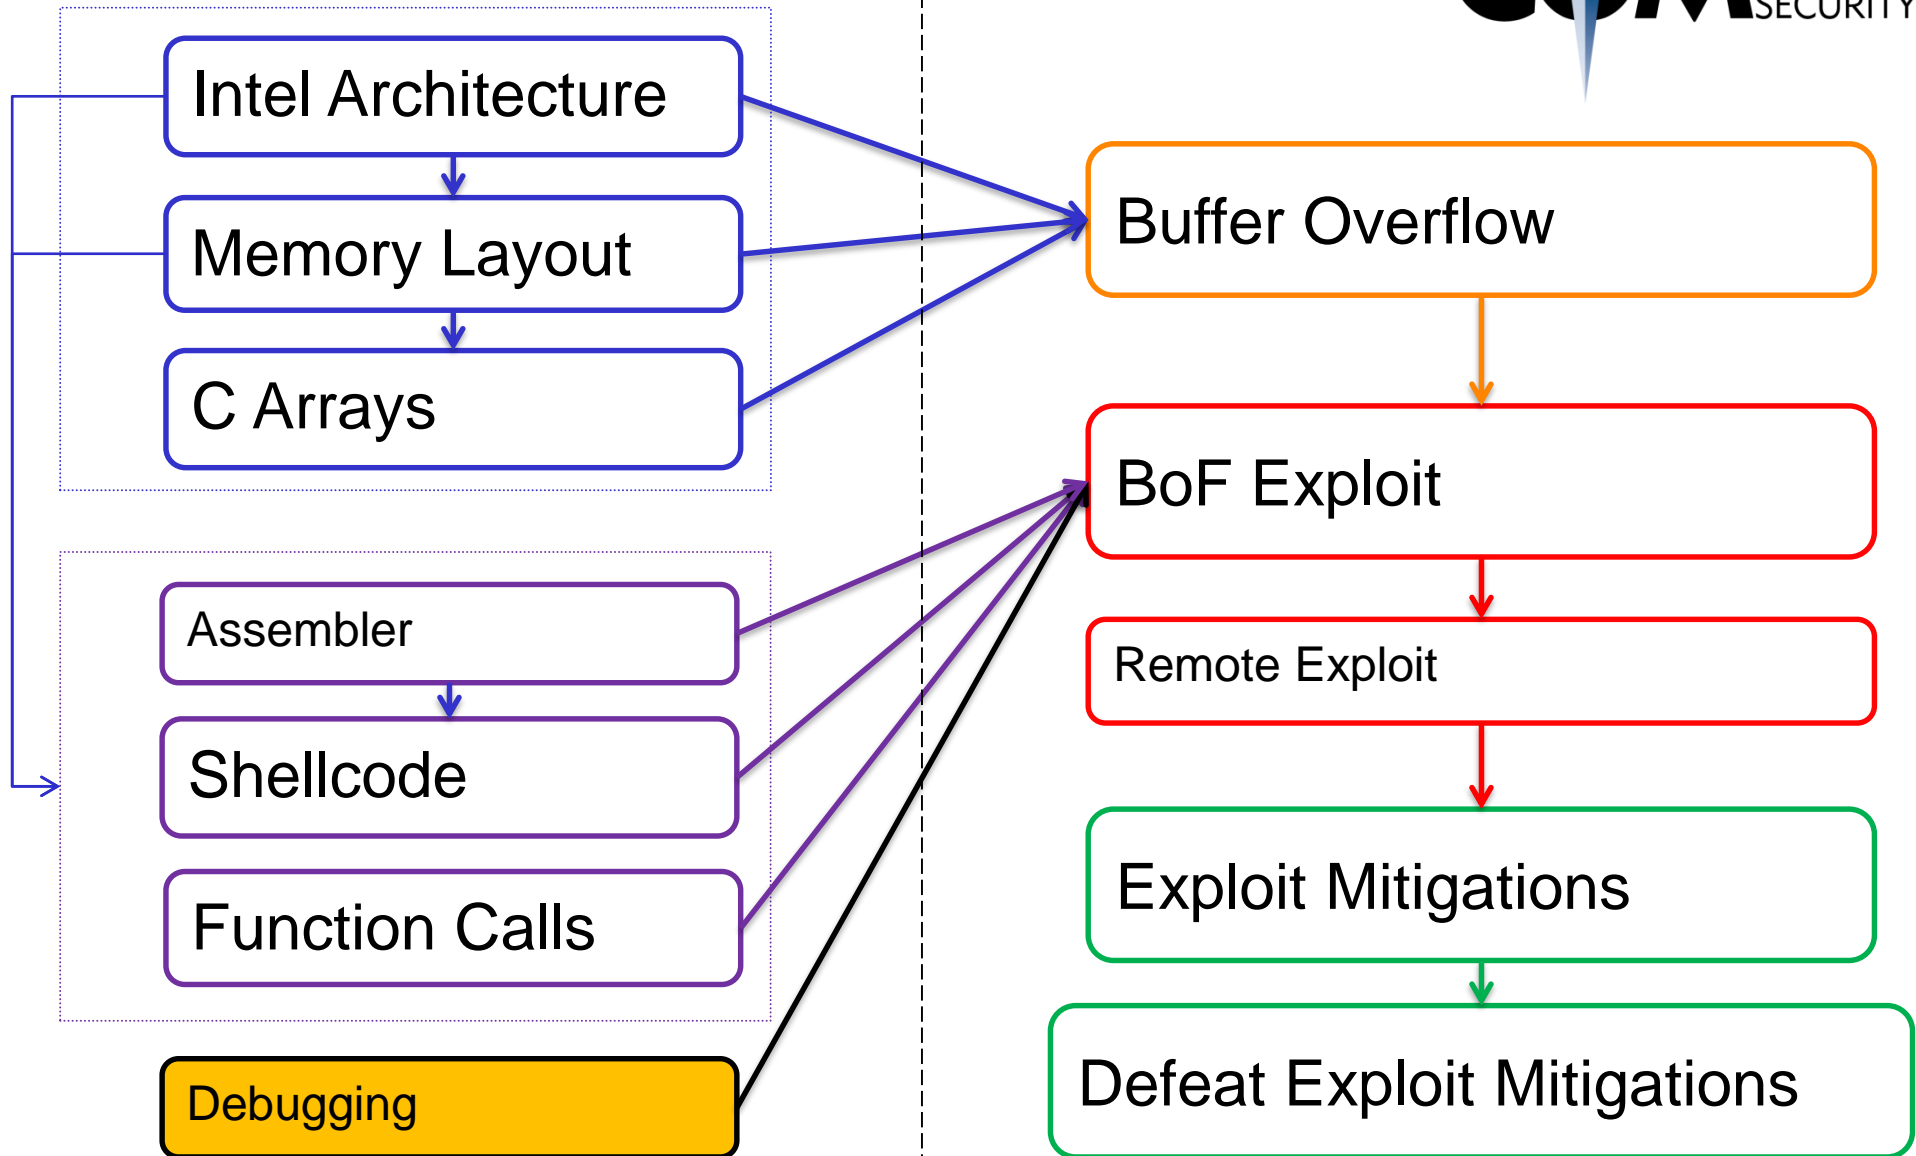 SECURITY
Intel Architecture
Memory Layout
C Arrays
Assembler
Shellcode
Function Calls
Debugging
Buffer Overflow
BoF Exploit
Remote Exploit
Exploit Mitigations
Defeat Exploit Mitigations